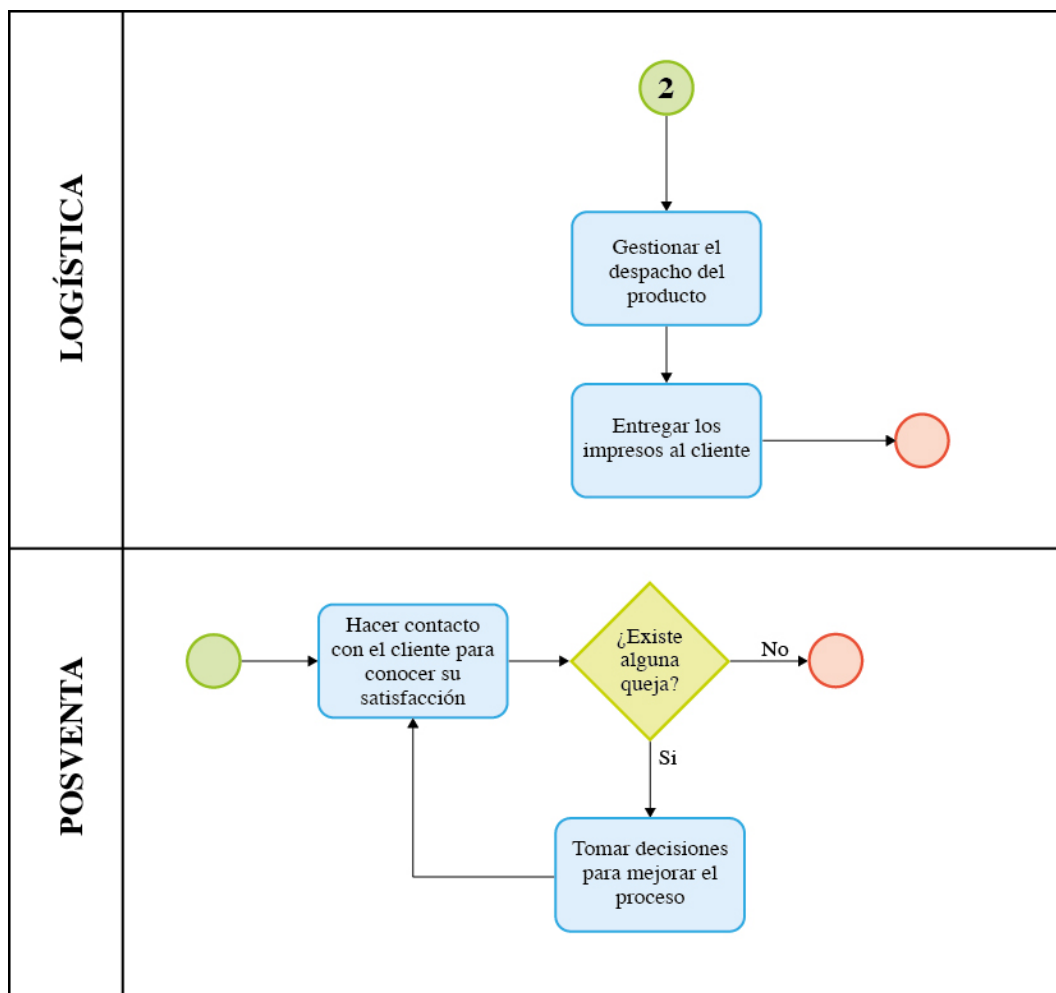 LOGÍSTICA
2
Gestionar el
despacho del
producto
Entregar los
impresos al cliente
POSVENTA
Hacer contacto
con el cliente para
conocer su
satisfacción
¿Existe
alguna
queja?
No
Si
Tomar decisiones
para mejorar el
proceso